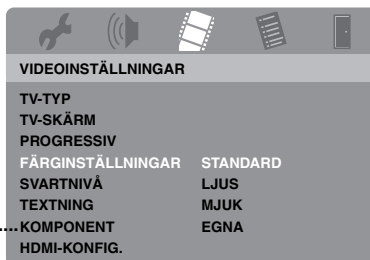 VIDEOINSTÄLLNINGAR
TV-TYP
TV-SKÄRM
PROGRESSIV
FÄRGINSTÄLLNINGAR STANDARD
SVARTNIVÅ LJUS
TEXTNING MJUK
....KOMPONENT EGNA
HDMI-KONFIG.